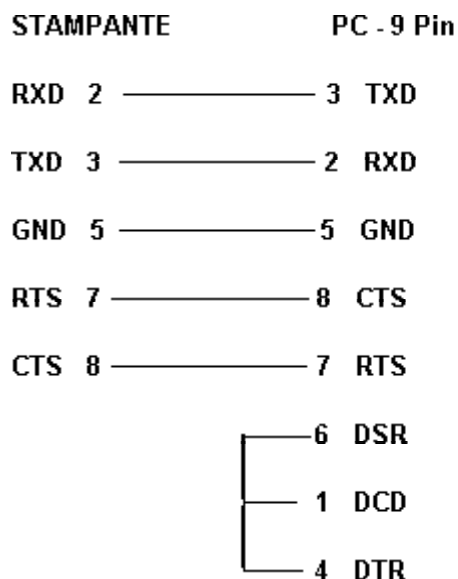 STAMPANTE PC - 9 Pin
RXD 2 3 TXD
TXD 3 2 RXD
GND 5 5 GND
RTS 7 8 CTS
CTS 8 7 RTS
6 DSR
1 DCD
4 DTR